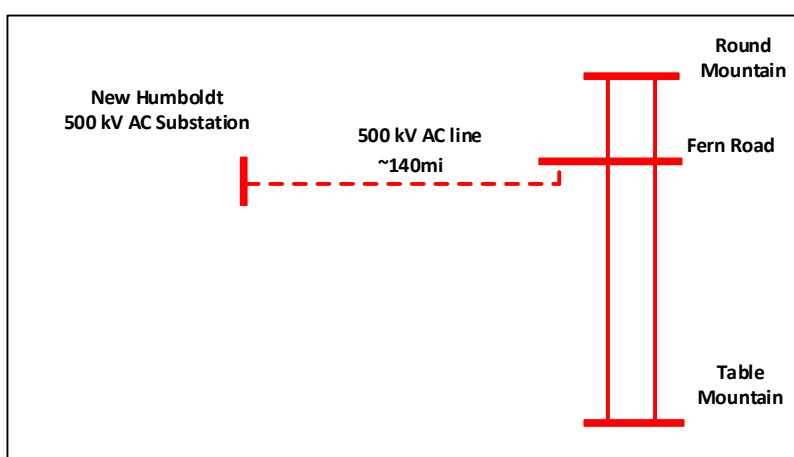 Round
Mountain
New Humboldt
500 kV AC Substation
500 kV AC line
~140mi
Fern Road
Table
Mountain